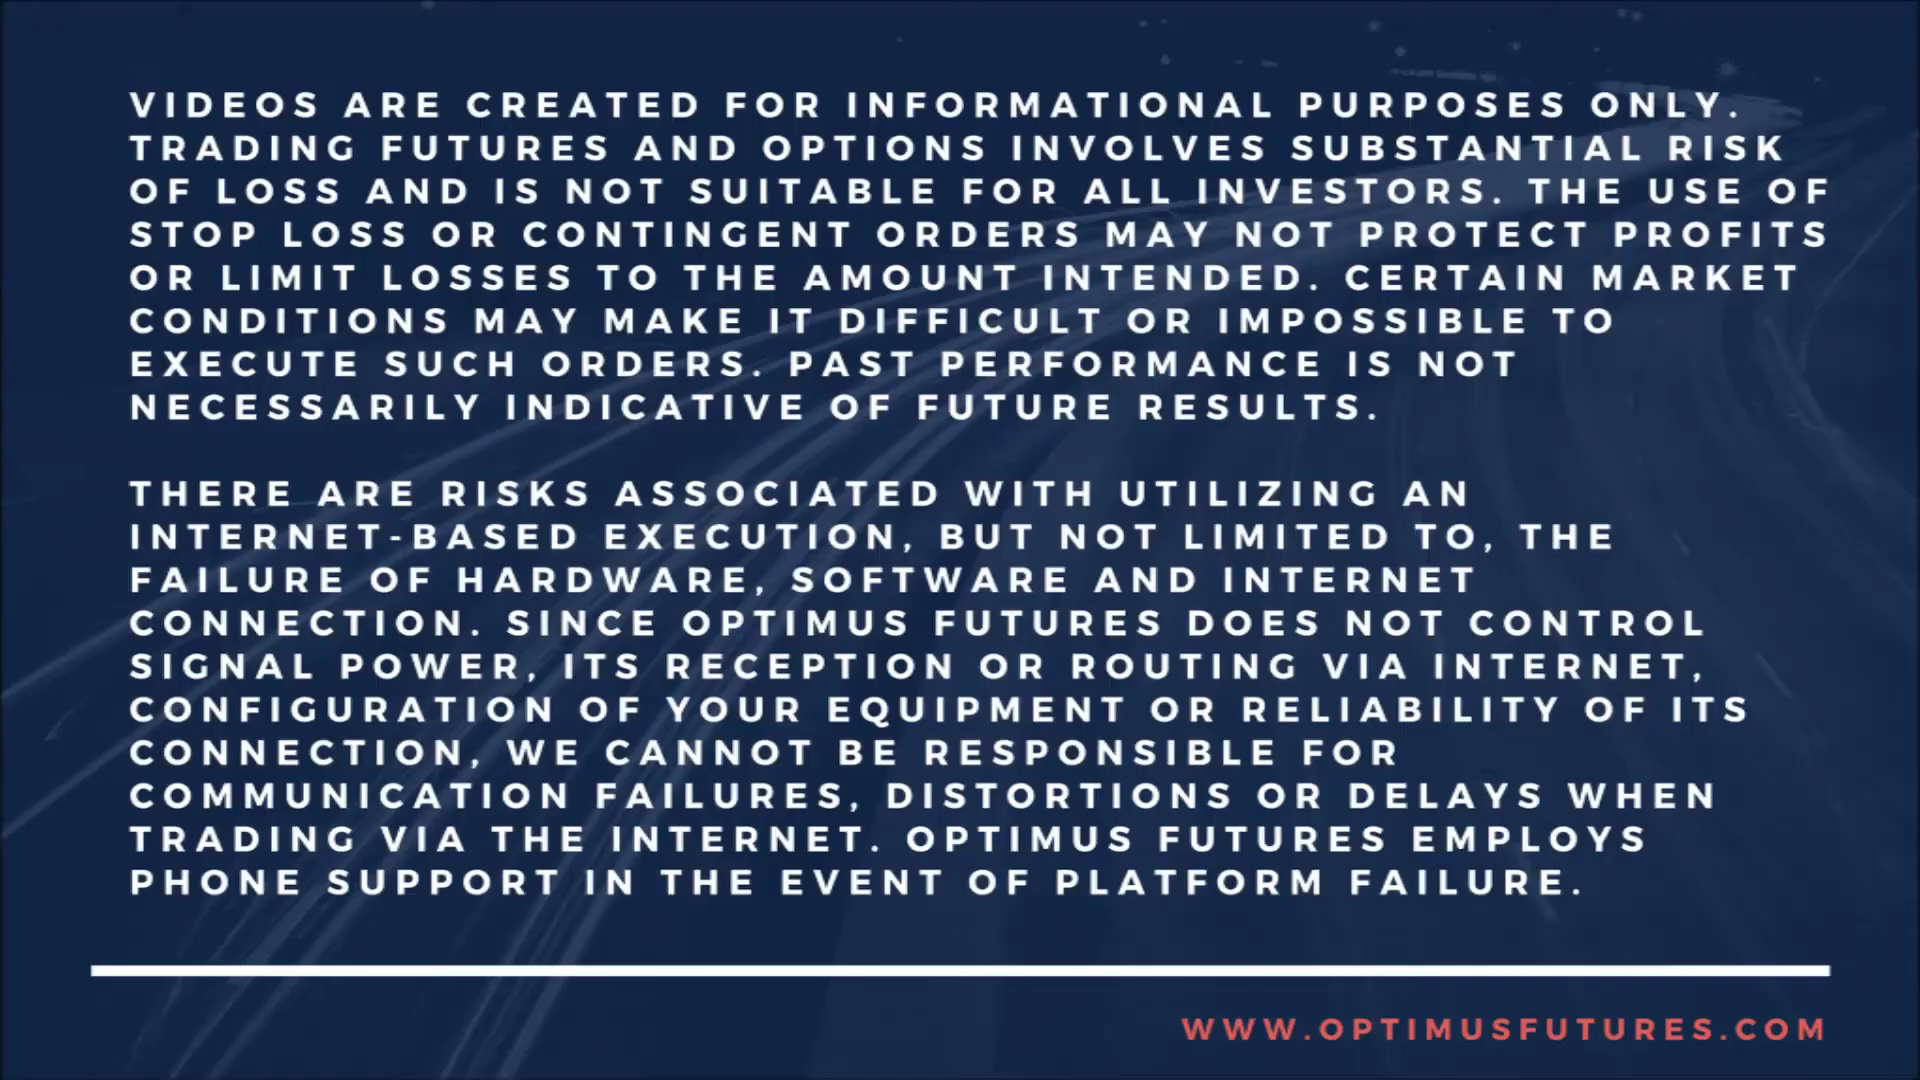 VIDEOS ARE CREATED FOR INFORMATIONAL PURPOSES ONLY.
TRADING FUTURES AND OPTIONS INVOLVES SUBSTANTIAL RISK
OF LOSS AND IS NOT SUITABLE FOR ALL INVESTORS. THE USE OF
STOP LOSS OR CONTINGENT ORDERS MAY NOT PROTECT PROFITS
OR LIMIT LOSSES TO THE AMOUNT INTENDED. CERTAIN MARKET
CONDITIONS MAY MAKE IT DIFFICULT OR IMPOSSIBLE TO
EXECUTE SUCH ORDERS. PAST PERFORMANCE IS NOT
NECESSARILY INDICATIVE OF FUTURE RESULTS.
THERE ARE RISKS ASSOCIATED WITH UTILIZING AN
INTERNET-BASED EXECUTION, BUT NOT LIMITED TO, THE
FAILURE OF HARDWARE, SOFTWARE AND INTERNET
CONNECTION. SINCE OPTIMUS FUTURES DOES NOT CONTROL
SIGNAL POWER, ITS RECEPTION OR ROUTING VIA INTERNET,
CONFIGURATION OF YOUR EQUIPMENT OR RELIABILITY OF ITS
CONNECTION, WE CANNOT BE RESPONSIBLE FOR
COMMUNICATION FAILURES, DISTORTIONS OR DELAYS WHEN
TRADING VIA THE INTERNET. OPTIMUS FUTURES EMPLOYS
PHONE SUPPORT IN THE EVENT OF PLATFORM FAILURE.
WWW.OPTIMUSFUTURES.COM